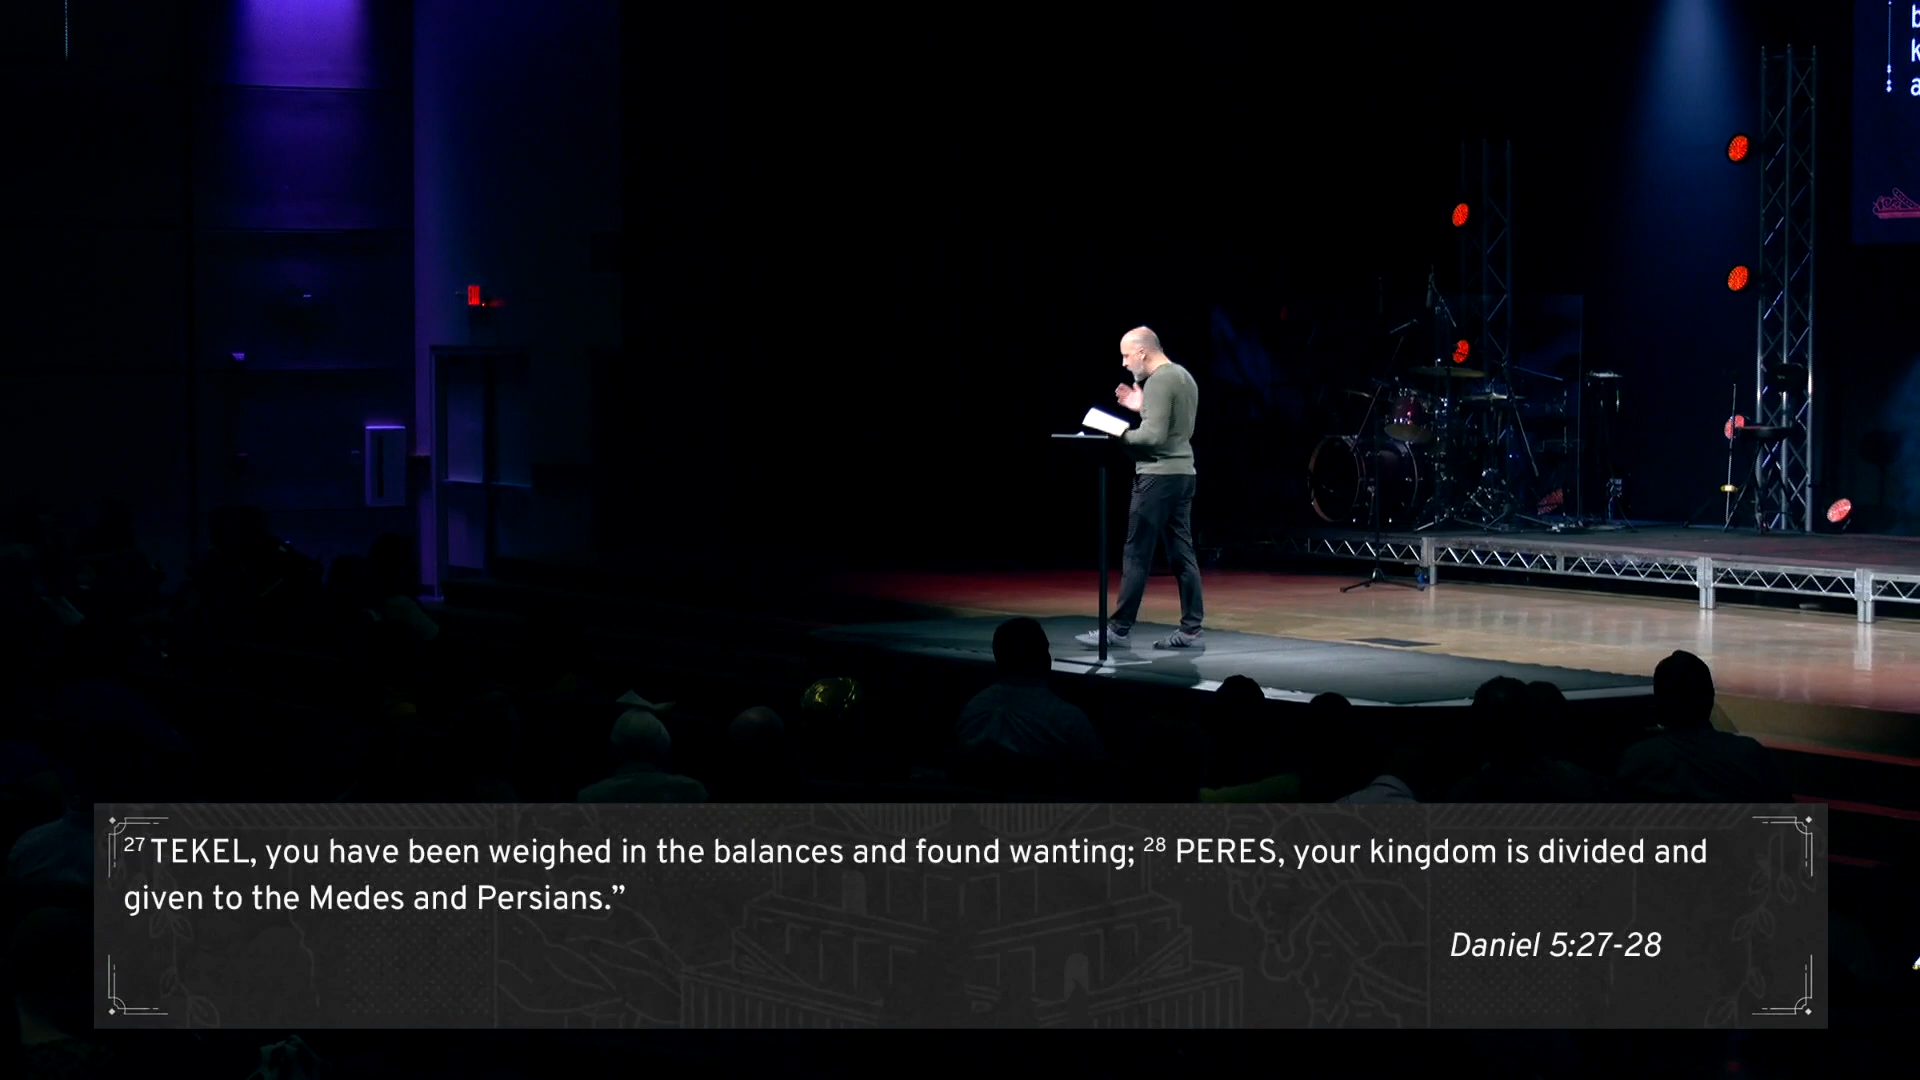 EXIT
²⁷ TEKEL, you have been weighed in the balances and found wanting; ²⁸ PERES, your kingdom is divided and
given to the Medes and Persians.”
Daniel 5:27-28